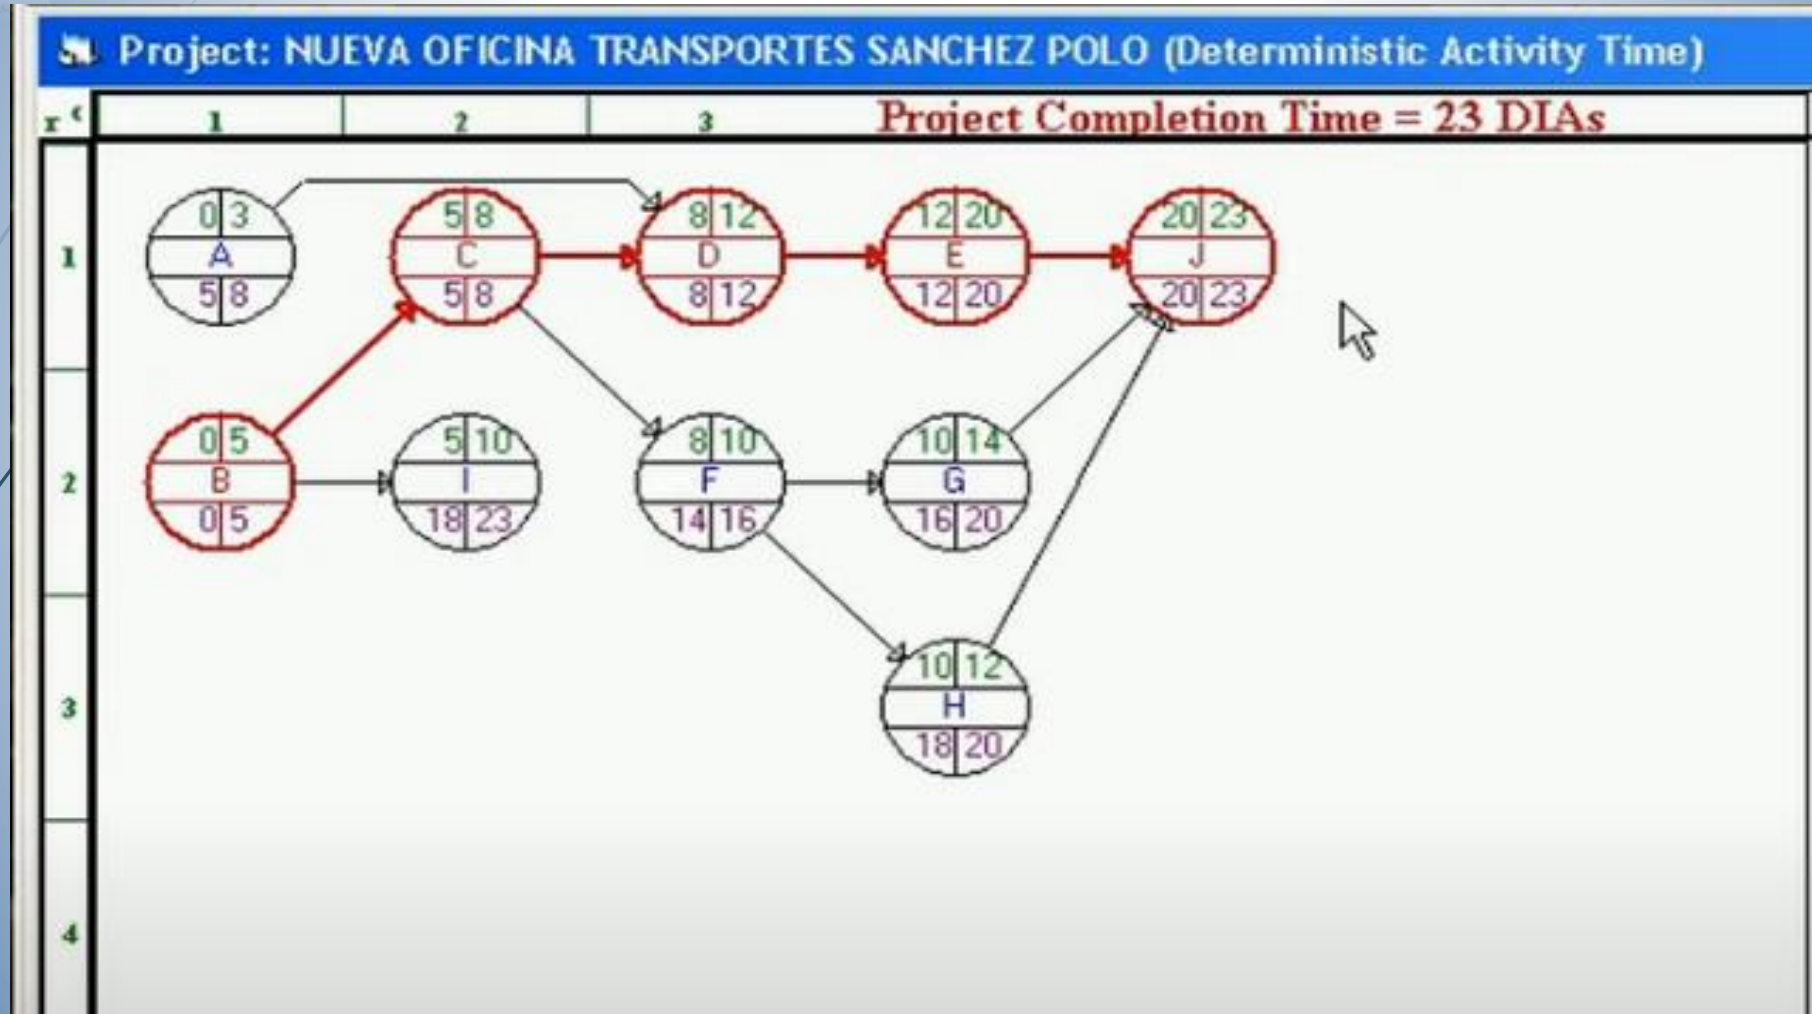 Project: NUEVA OFICINA TRANSPORTES SANCHEZ POLO (Deterministic Activity Time)
r c 1 2 3 Project Completion Time = 23 DIAs
1
0 3
A
5 8
5 8
C
5 8
8 12
D
8 12
12 20
E
12 20
20 23
J
20 23
2
0 5
B
0 5
5 10
I
18 23
8 10
F
14 16
10 14
G
16 20
3
10 12
H
18 20
4